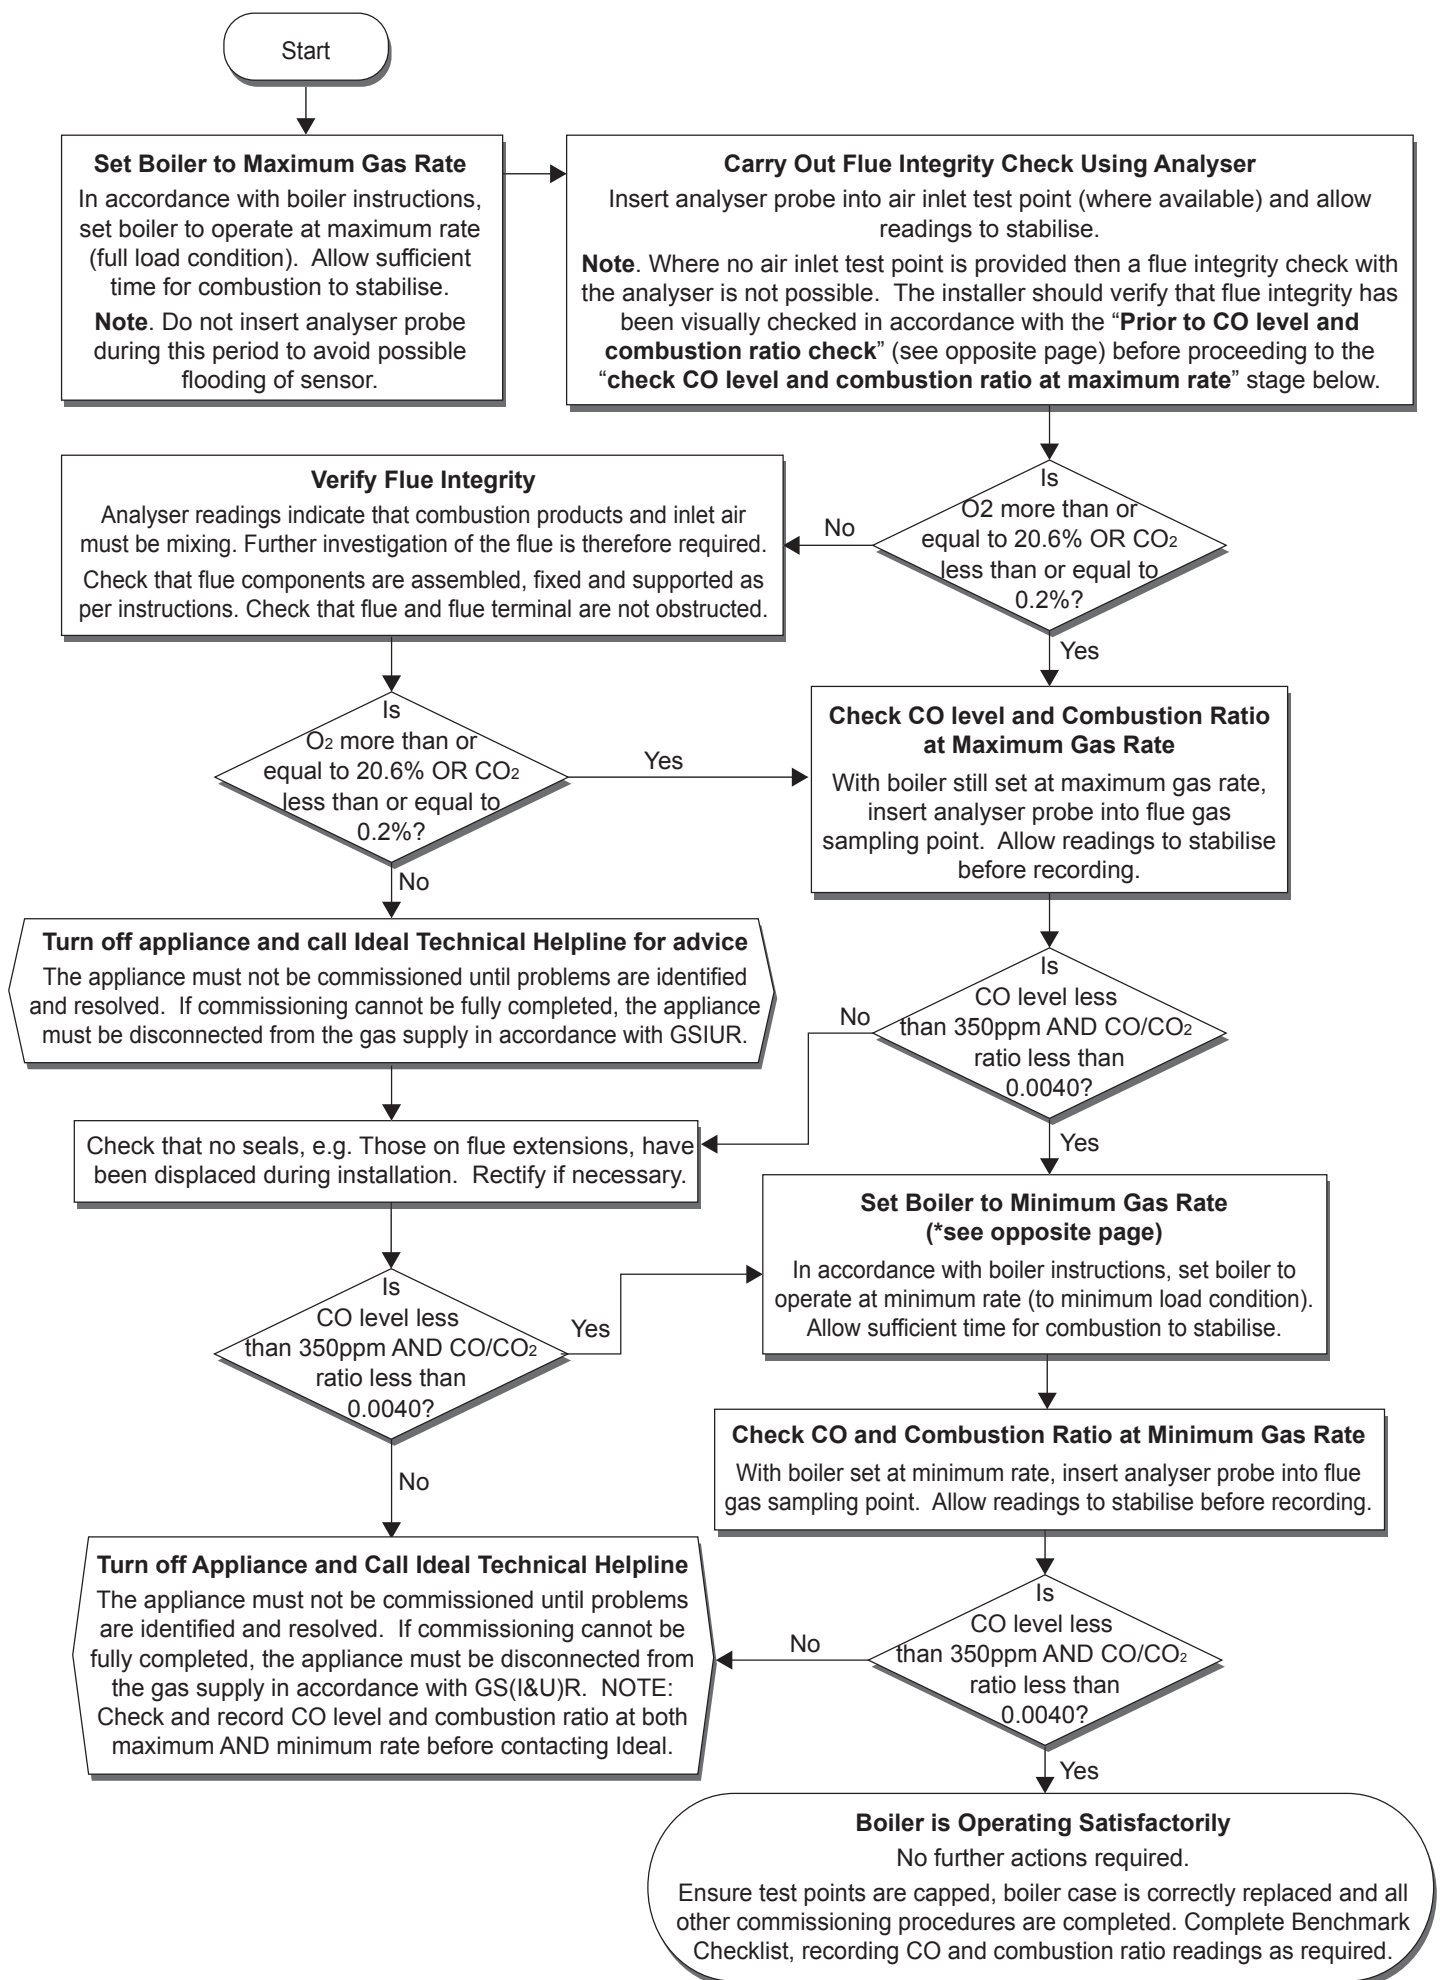 Start
Set Boiler to Maximum Gas Rate
In accordance with boiler instructions,
set boiler to operate at maximum rate
(full load condition).  Allow sufficient
time for combustion to stabilise.
Note. Do not insert analyser probe
during this period to avoid possible
flooding of sensor.
Carry Out Flue Integrity Check Using Analyser
Insert analyser probe into air inlet test point (where available) and allow
readings to stabilise.
Note. Where no air inlet test point is provided then a flue integrity check with
the analyser is not possible.  The installer should verify that flue integrity has
been visually checked in accordance with the “Prior to CO level and
combustion ratio check” (see opposite page) before proceeding to the
“check CO level and combustion ratio at maximum rate” stage below.
Is
O2 more than or
equal to 20.6% OR CO2
less than or equal to
0.2%?
No
Yes
Verify Flue Integrity
Analyser readings indicate that combustion products and inlet air
must be mixing. Further investigation of the flue is therefore required.
Check that flue components are assembled, fixed and supported as
per instructions. Check that flue and flue terminal are not obstructed.
Is
O2 more than or
equal to 20.6% OR CO2
less than or equal to
0.2%?
Yes
No
Check CO level and Combustion Ratio
at Maximum Gas Rate
With boiler still set at maximum gas rate,
insert analyser probe into flue gas
sampling point.  Allow readings to stabilise
before recording.
Turn off appliance and call Ideal Technical Helpline for advice
The appliance must not be commissioned until problems are identified
and resolved.  If commissioning cannot be fully completed, the appliance
must be disconnected from the gas supply in accordance with GSIUR.
Is
CO level less
than 350ppm AND CO/CO2
ratio less than
0.0040?
No
Yes
Check that no seals, e.g. Those on flue extensions, have
been displaced during installation.  Rectify if necessary.
Set Boiler to Minimum Gas Rate
(*see opposite page)
In accordance with boiler instructions, set boiler to
operate at minimum rate (to minimum load condition).
Allow sufficient time for combustion to stabilise.
Is
CO level less
than 350ppm AND CO/CO2
ratio less than
0.0040?
Yes
No
Check CO and Combustion Ratio at Minimum Gas Rate
With boiler set at minimum rate, insert analyser probe into flue
gas sampling point.  Allow readings to stabilise before recording.
Turn off Appliance and Call Ideal Technical Helpline
The appliance must not be commissioned until problems
are identified and resolved.  If commissioning cannot be
fully completed, the appliance must be disconnected from
the gas supply in accordance with GS(I&U)R.  NOTE:
Check and record CO level and combustion ratio at both
maximum AND minimum rate before contacting Ideal.
Is
CO level less
than 350ppm AND CO/CO2
ratio less than
0.0040?
No
Yes
Boiler is Operating Satisfactorily
No further actions required.
Ensure test points are capped, boiler case is correctly replaced and all
other commissioning procedures are completed. Complete Benchmark
Checklist, recording CO and combustion ratio readings as required.